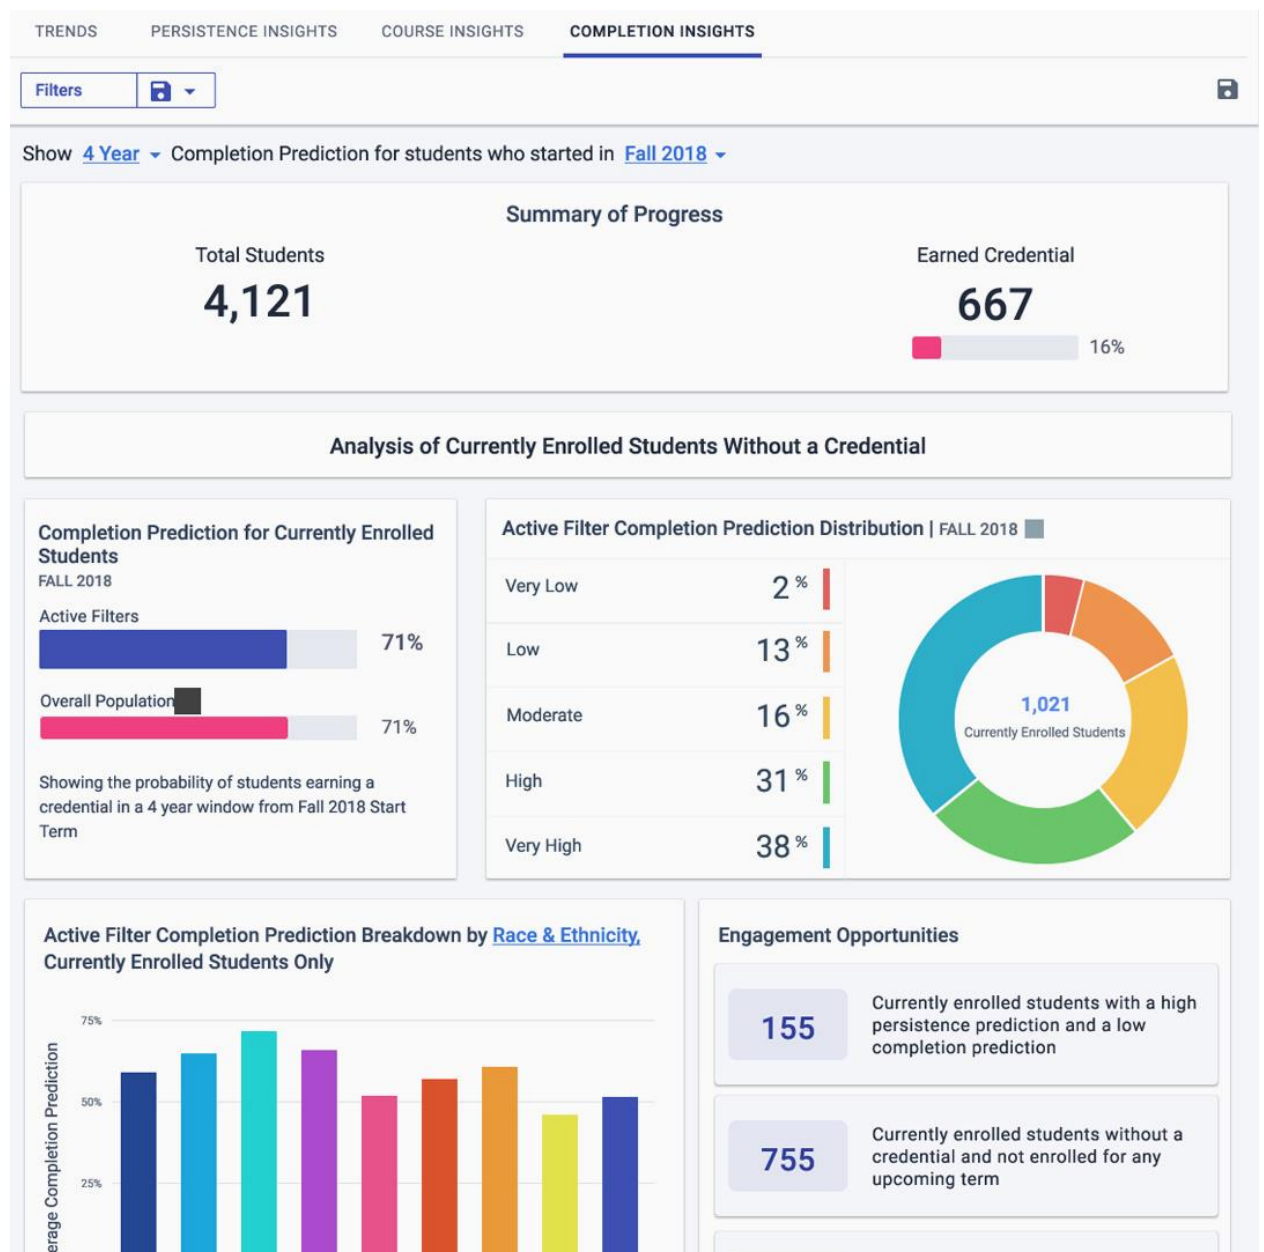 TRENDS PERSISTENCE INSIGHTS COURSE INSIGHTS COMPLETION INSIGHTS
Filters
Show 4 Year Completion Prediction for students who started in Fall 2018
Summary of Progress
Total Students
4,121
Earned Credential
667
16%
Analysis of Currently Enrolled Students Without a Credential
Completion Prediction for Currently Enrolled
Students
FALL 2018
Active Filters
71%
Overall Population
71%
Showing the probability of students earning a
credential in a 4 year window from Fall 2018 Start
Term
Active Filter Completion Prediction Distribution | FALL 2018
Very Low 2 %
Low 13 %
Moderate 16 %
High 31 %
Very High 38 %
1,021
Currently Enrolled Students
Active Filter Completion Prediction Breakdown by Race & Ethnicity,
Currently Enrolled Students Only
75%
50%
25%
erage Completion Prediction
Engagement Opportunities
155
Currently enrolled students with a high
persistence prediction and a low
completion prediction
755
Currently enrolled students without a
credential and not enrolled for any
upcoming term